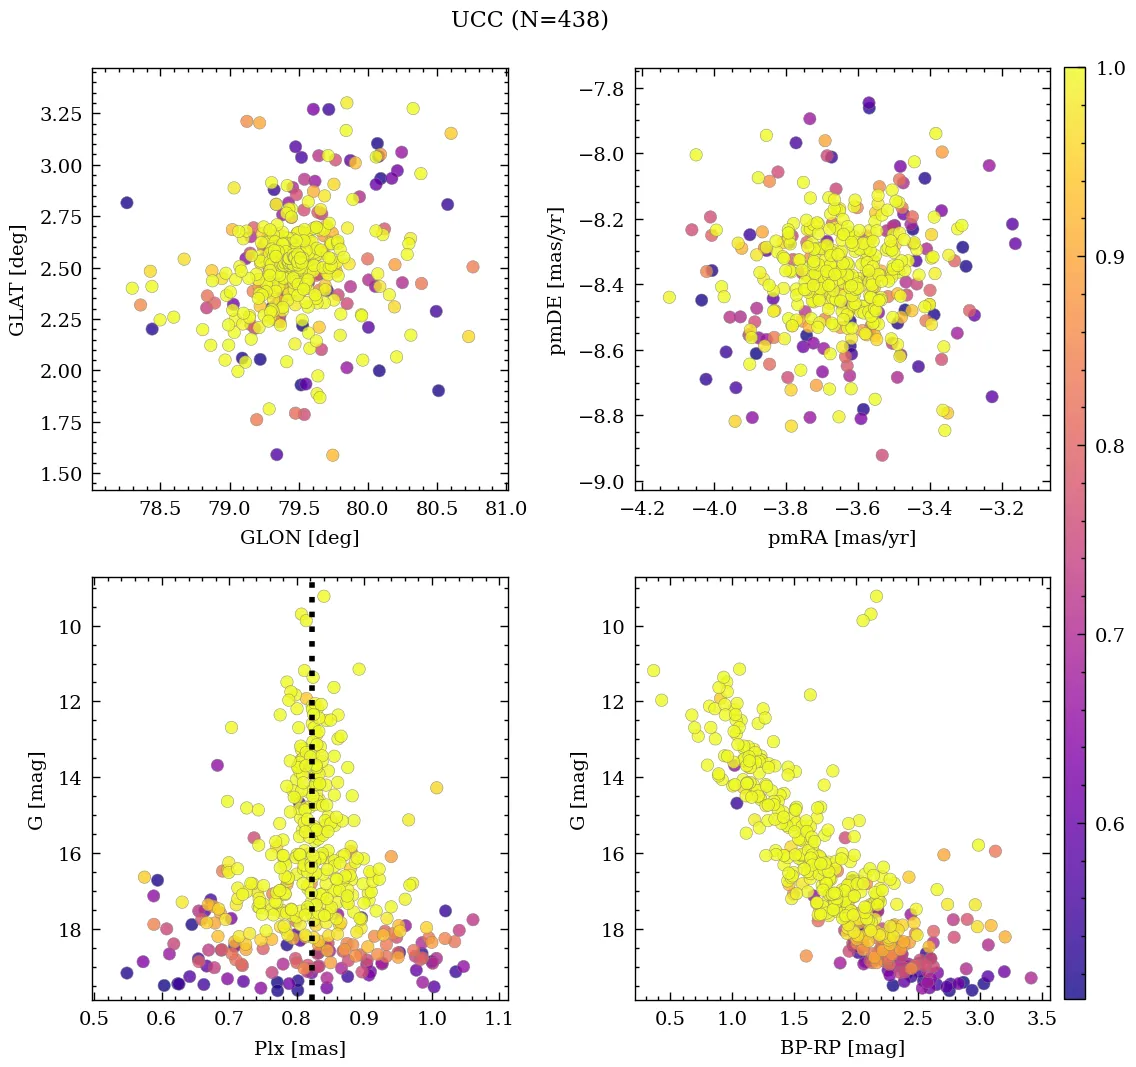 UCC (N=438)
3.25
3.00
2.75
2.50
2.25
2.00
1.75
1.50
GLAT [deg]
78.5 79.0 79.5 80.0 80.5 81.0
GLON [deg]
−7.8
−8.0
−8.2
−8.4
−8.6
−8.8
−9.0
pmDE [mas/yr]
−4.2 −4.0 −3.8 −3.6 −3.4 −3.2
pmRA [mas/yr]
1.0
0.9
0.8
0.7
0.6
10
12
14
16
18
G [mag]
0.5 0.6 0.7 0.8 0.9 1.0 1.1
Plx [mas]
10
12
14
16
18
G [mag]
0.5 1.0 1.5 2.0 2.5 3.0 3.5
BP-RP [mag]